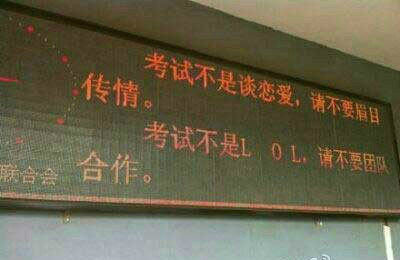 考试不是谈恋爱，请不要眉目
传情。
考试不是L O L，请不要团队
合作。
联合会